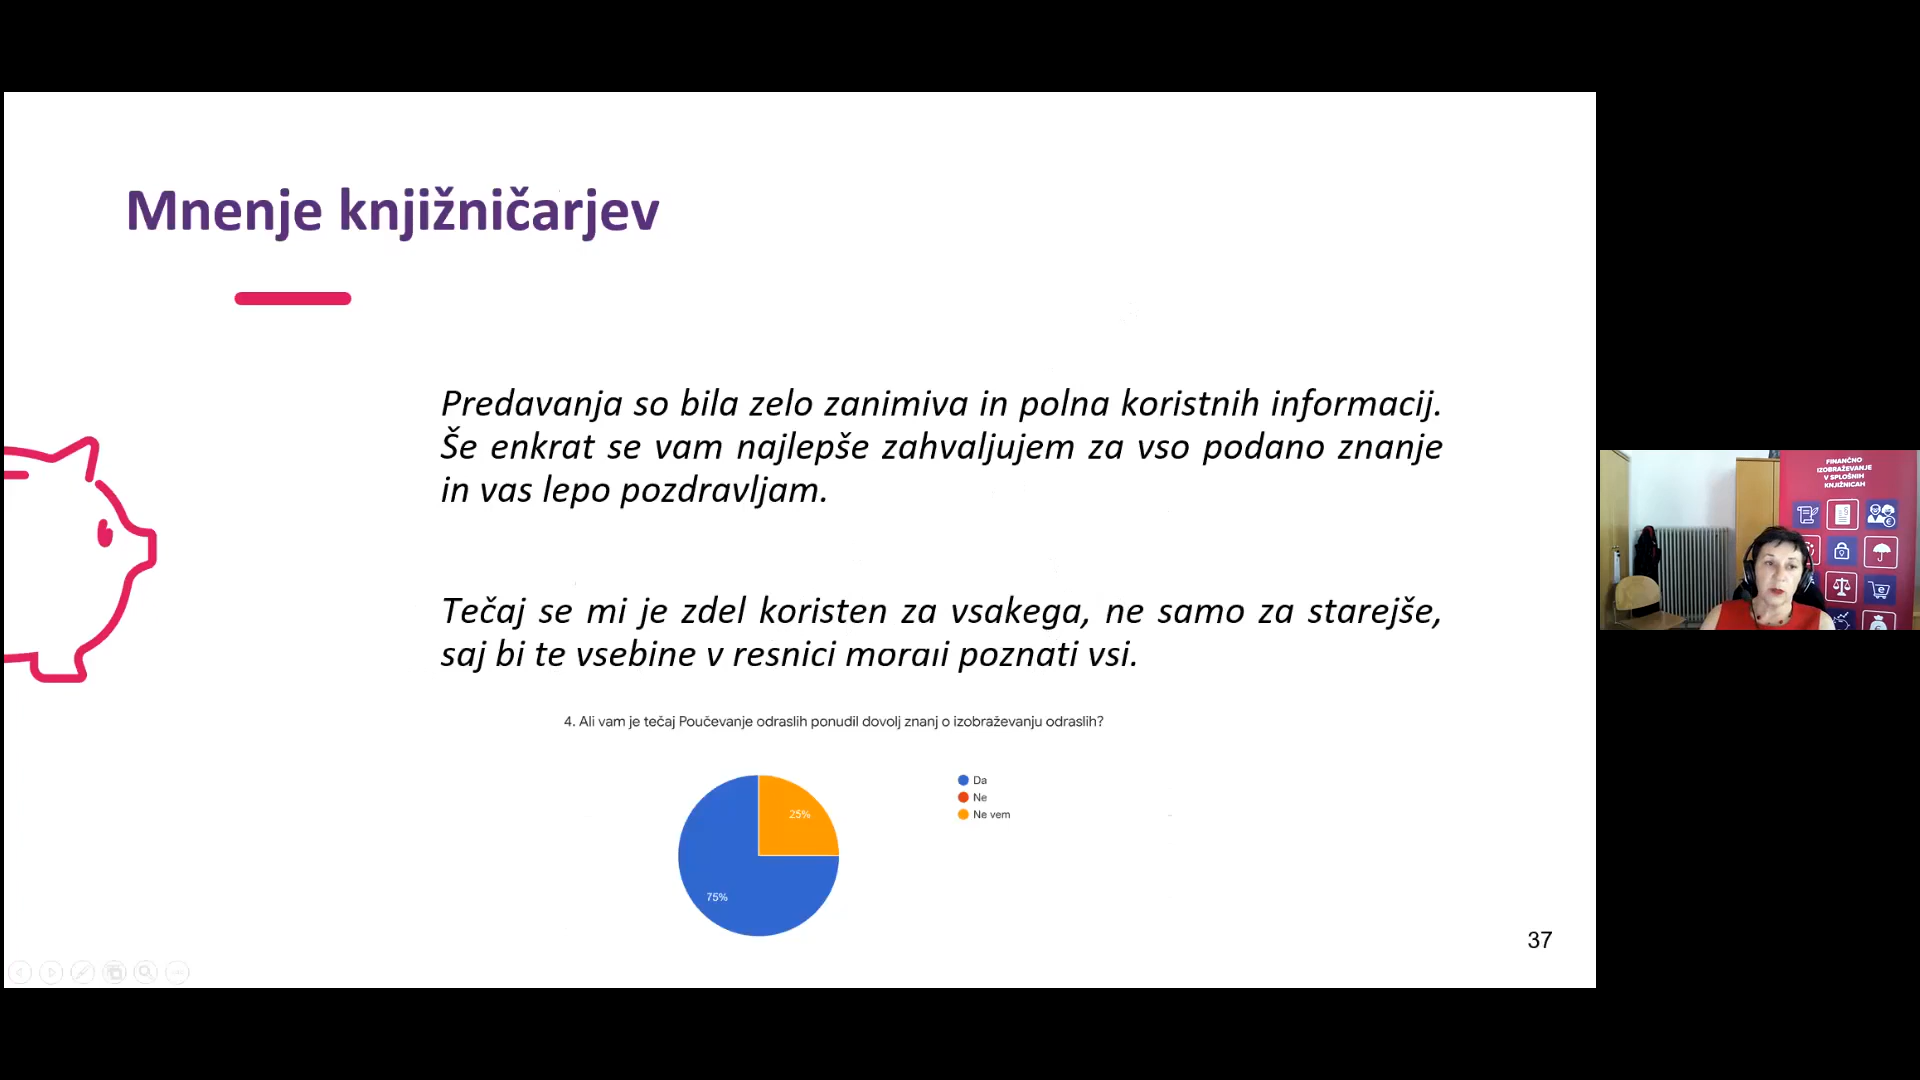 Mnenje knjižničarjev
Predavanja so bila zelo zanimiva in polna koristnih informacij.
Še enkrat se vam najlepše zahvaljujem za vso podano znanje
in vas lepo pozdravljam.
Tečaj se mi je zdel koristen za vsakega, ne samo za starejše,
saj bi te vsebine v resnici morali poznati vsi.
4. Ali vam je tečaj Poučevanje odraslih ponudil dovolj znanj o izobraževanju odraslih?
25%
75%
Da
Ne
Ne vem
37
FINANČNO
IZOBRAŽEVANJE
V SPLOŠNIH
KNJIŽNICAH